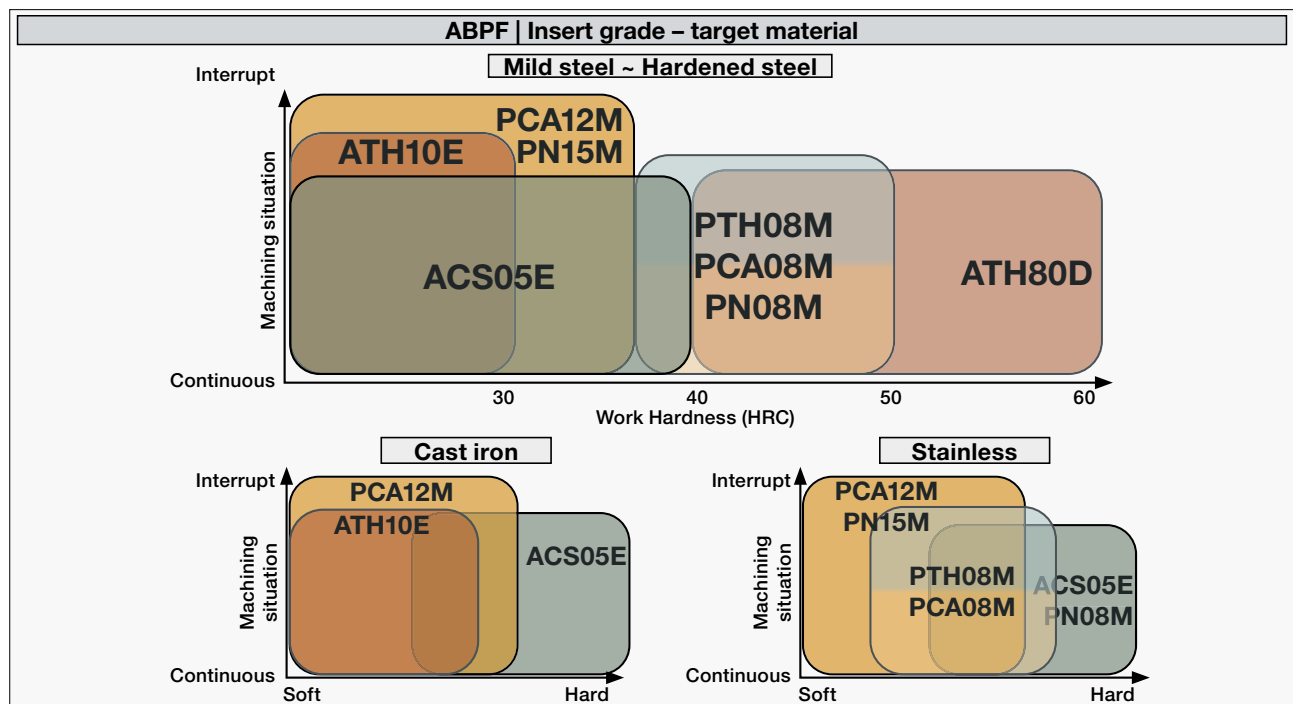 ABPF | Insert grade – target material
Mild steel ~ Hardened steel
Interrupt
PCA12M
PN15M
ATH10E
PTH08M
PCA08M
PN08M
ACS05E
ATH80D
Machining situation
Continuous
30 40 50 60
Work Hardness (HRC)
Cast iron
Interrupt
PCA12M
ATH10E
ACS05E
Machining
situation
Continuous
Soft Hard
Stainless
Interrupt
PCA12M
PN15M
PTH08M
PCA08M
ACS05E
PN08M
Machining
situation
Continuous
Soft Hard